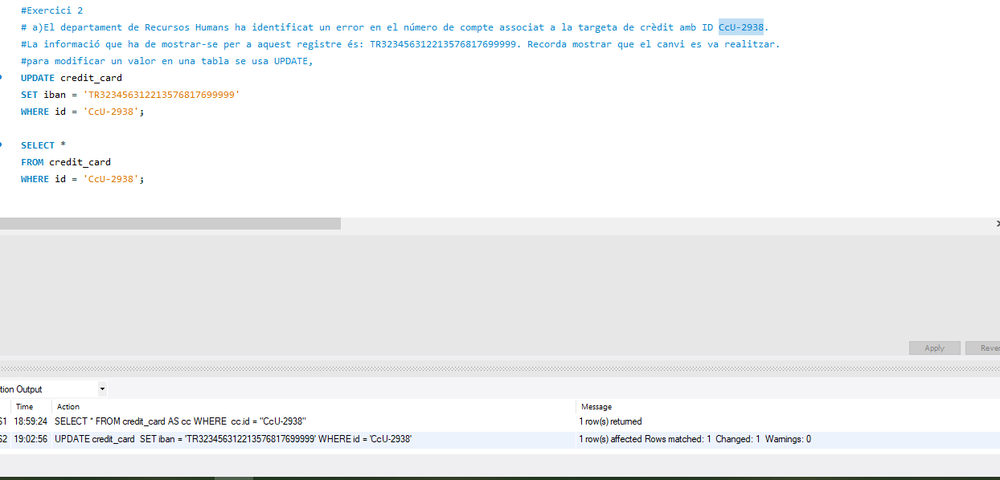 #Exercici 2
# a)El departament de Recursos Humans ha identificat un error en el número de compte associat a la targeta de crèdit amb ID CcU-2938.
#La informació que ha de mostrar-se per a aquest registre és: TR323456312213576817699999. Recorda mostrar que el canvi es va realitzar.
#para modificar un valor en una tabla se usa UPDATE,
UPDATE credit_card
SET iban = 'TR323456312213576817699999'
WHERE id = 'CcU-2938';
SELECT *
FROM credit_card
WHERE id = 'CcU-2938';
Apply Rever
tion Output
Time Action Message
61 18:59:24 SELECT * FROM credit_card AS cc WHERE cc.id = "CcU-2938" 1 row(s) returned
62 19:02:56 UPDATE credit_card SET iban = 'TR323456312213576817699999' WHERE id = 'CcU-2938' 1 row(s) affected Rows matched: 1 Changed: 1 Warnings: 0